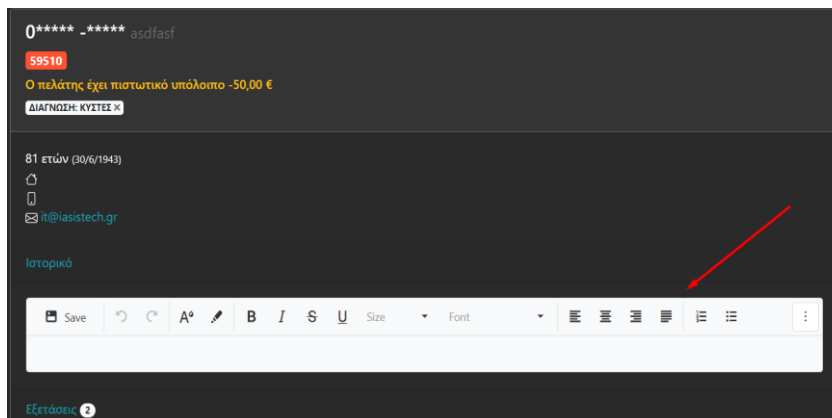 0***** -***** asdfasf
59510
Ο πελάτης έχει πιστωτικό υπόλοιπο -50,00 €
ΔΙΑΓΝΩΣΗ: ΚΥΣΤΕΣ ×
81 ετών (30/6/1943)
it@iasistech.gr
Ιστορικό
Save A B I S U Size Font
Εξετάσεις 2